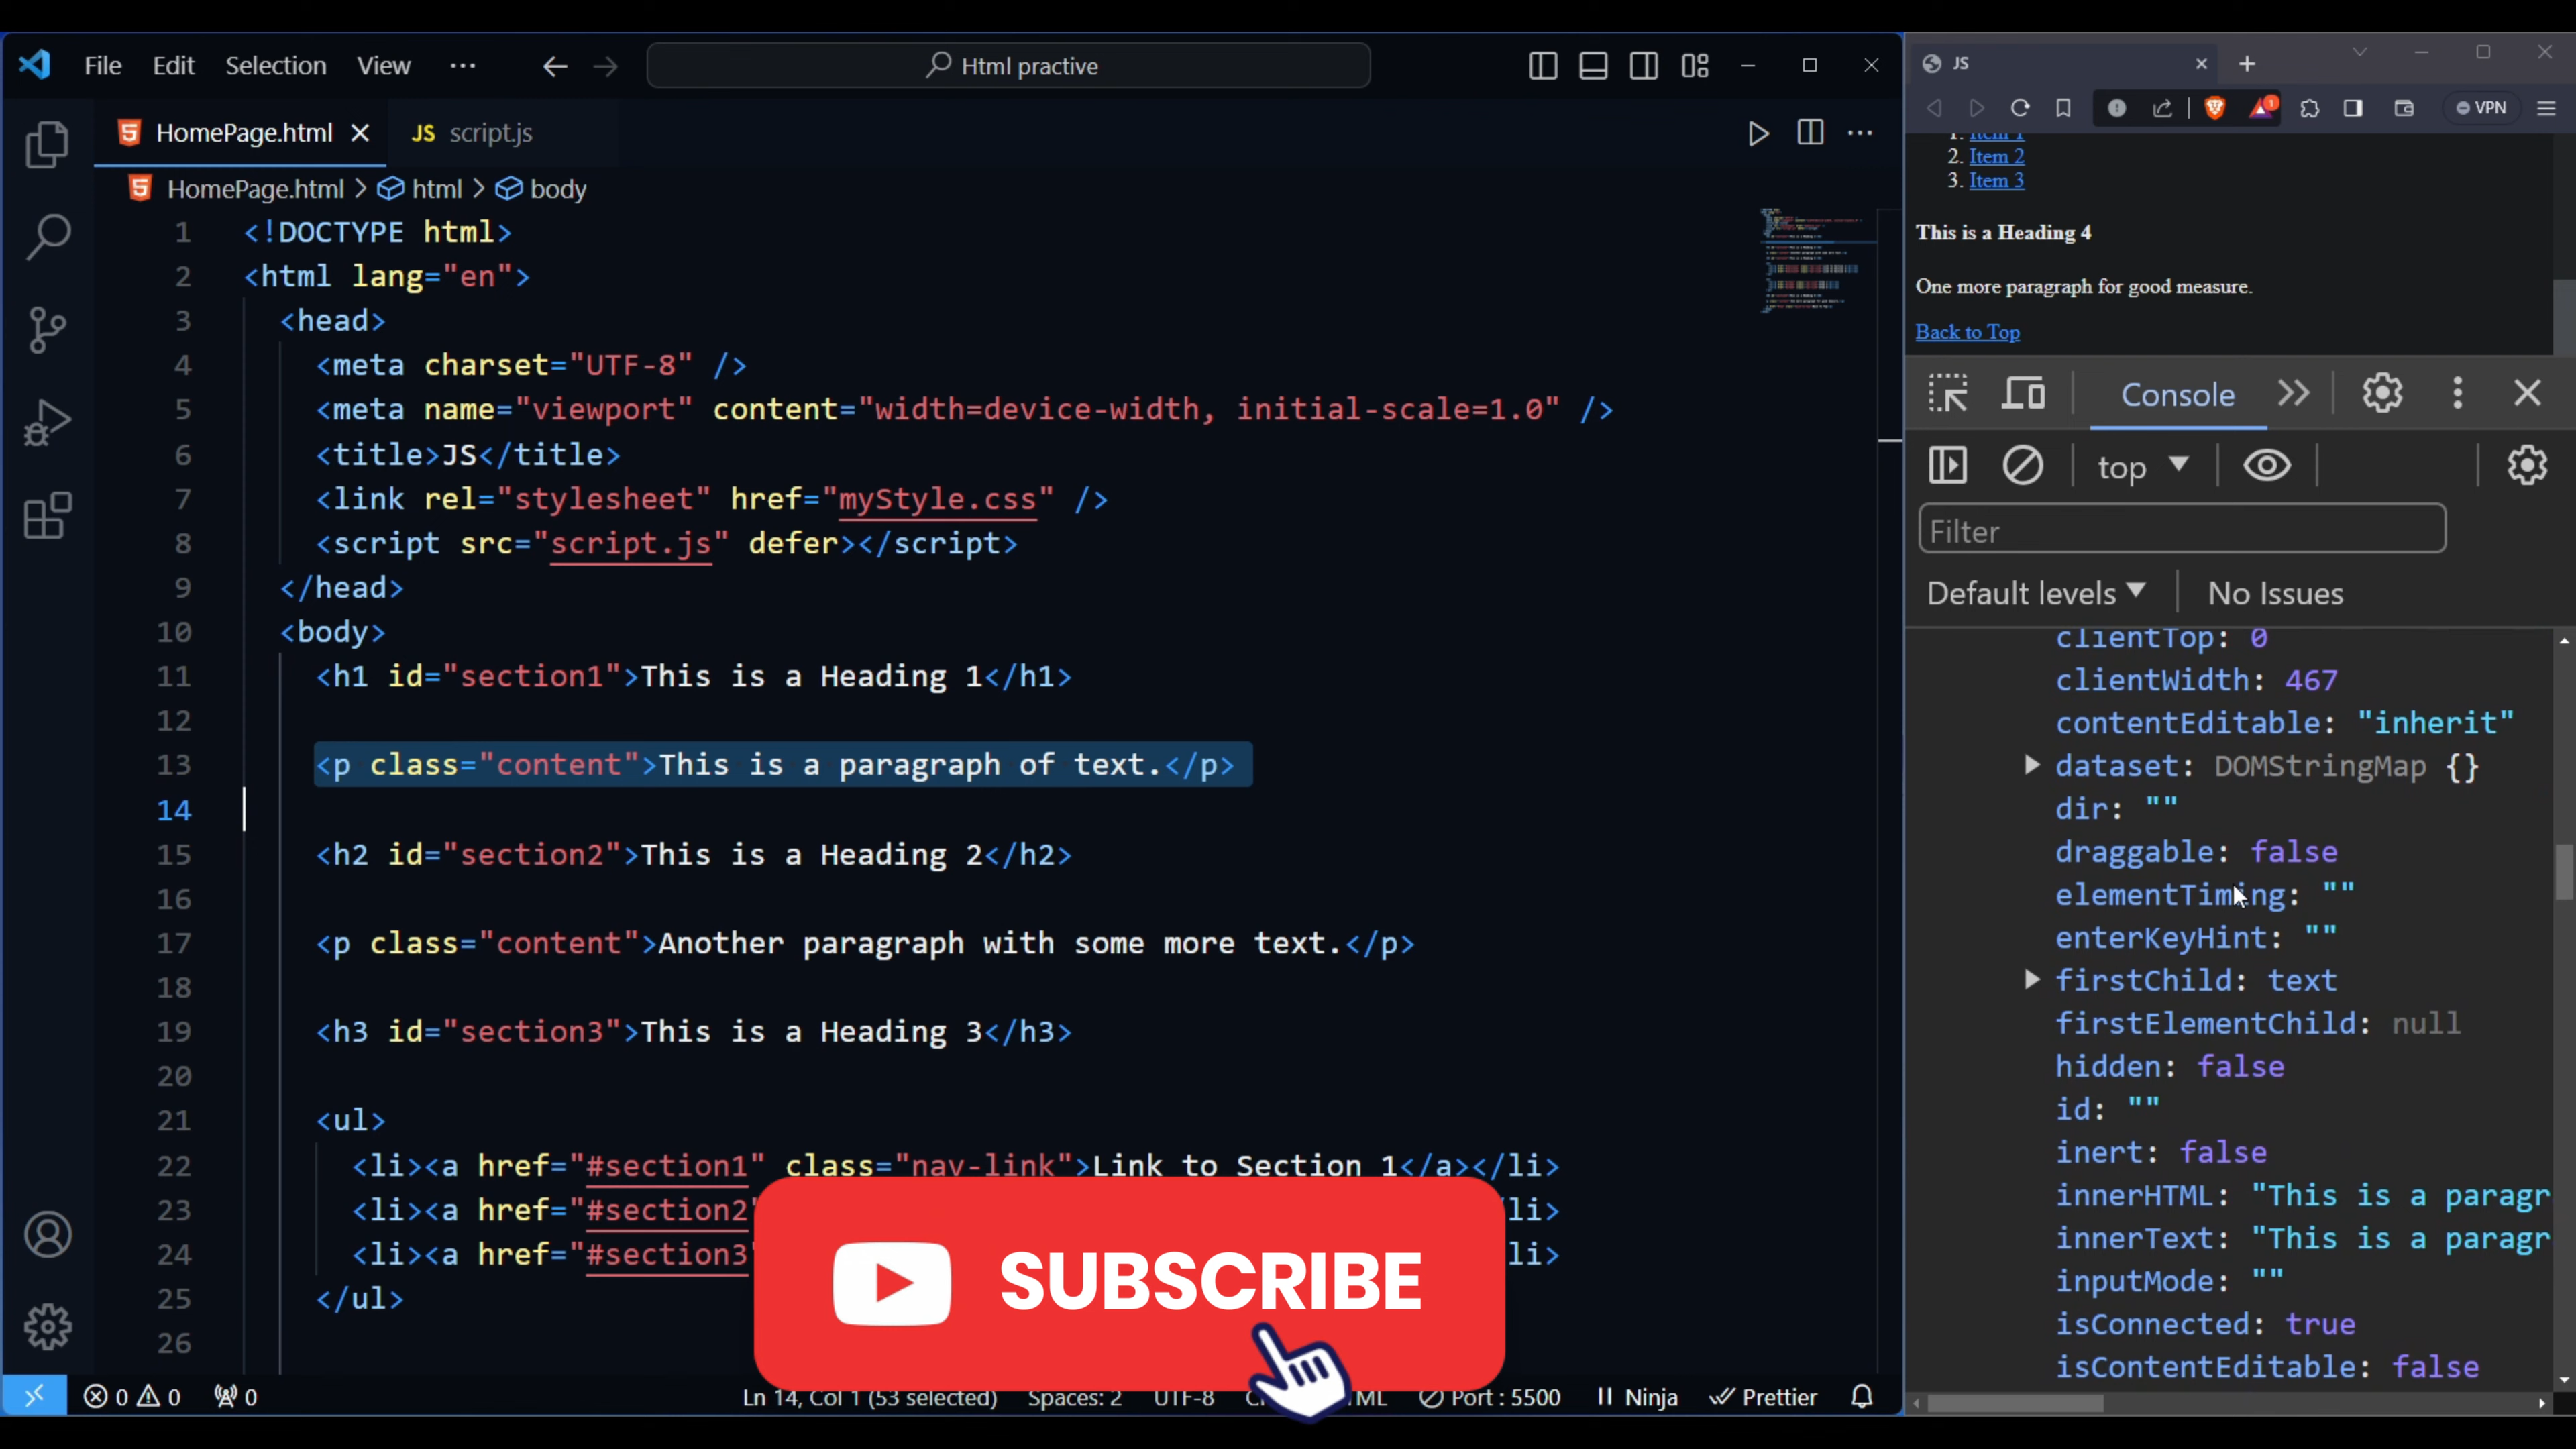 File Edit Selection View ··· Html practive
HomePage.html JS script.js
HomePage.html > html > body
1 <!DOCTYPE html>
2 <html lang="en">
3 <head>
4 <meta charset="UTF-8" />
5 <meta name="viewport" content="width=device-width, initial-scale=1.0" />
6 <title>JS</title>
7 <link rel="stylesheet" href="myStyle.css" />
8 <script src="script.js" defer></script>
9 </head>
10 <body>
11 <h1 id="section1">This is a Heading 1</h1>
12
13 <p class="content">This is a paragraph of text.</p>
14
15 <h2 id="section2">This is a Heading 2</h2>
16
17 <p class="content">Another paragraph with some more text.</p>
18
19 <h3 id="section3">This is a Heading 3</h3>
20
21 <ul>
22 <li><a href="#section1" class="nav-link">Link to Section 1</a></li>
23 <li><a href="#section2" li>
24 <li><a href="#section3" li>
25 </ul>
26
SUBSCRIBE
0 0 0 Ln 14, Col 1 (53 selected) Spaces: 2 UTF-8 Port : 5500 Ninja Prettier
JS
1 VPN
1. Item 1
2. Item 2
3. Item 3
This is a Heading 4
One more paragraph for good measure.
Back to Top
Console
top
Filter
Default levels No Issues
clientTop: 0
clientWidth: 467
contentEditable: "inherit"
dataset: DOMStringMap {}
dir: ""
draggable: false
elementTiming: ""
enterKeyHint: ""
firstChild: text
firstElementChild: null
hidden: false
id: ""
inert: false
innerHTML: "This is a paragr
innerText: "This is a paragr
inputMode: ""
isConnected: true
isContentEditable: false